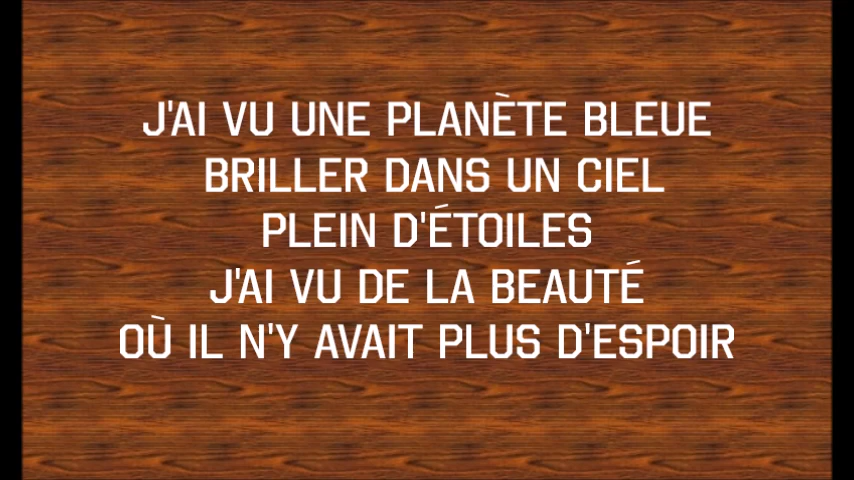 J'AI VU UNE PLANÈTE BLEUE
BRILLER DANS UN CIEL
PLEIN D'ÉTOILES
J'AI VU DE LA BEAUTÉ
OÙ IL N'Y AVAIT PLUS D'ESPOIR